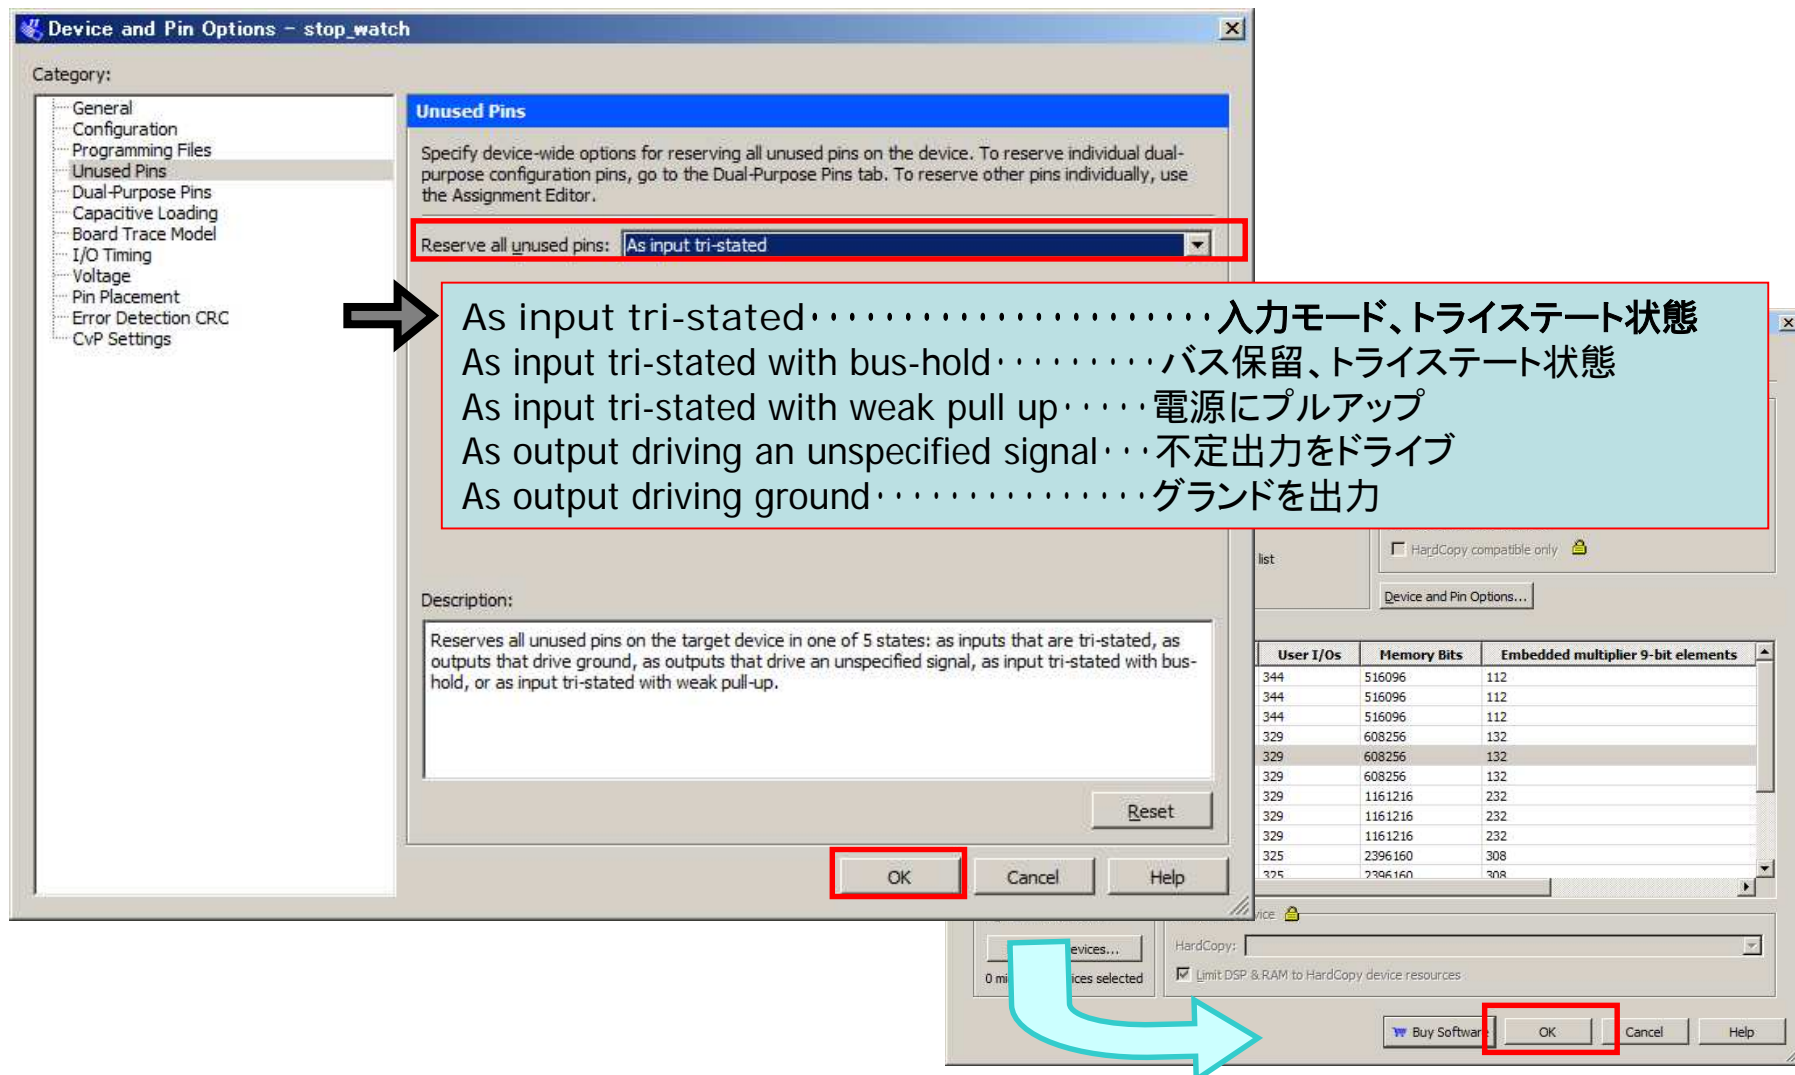 Device and Pin Options - stop_watch
Category:
General
Configuration
Programming Files
Unused Pins
Dual-Purpose Pins
Capacitive Loading
Board Trace Model
I/O Timing
Voltage
Pin Placement
Error Detection CRC
CvP Settings
Unused Pins
Specify device-wide options for reserving all unused pins on the device. To reserve individual dual-
purpose configuration pins, go to the Dual-Purpose Pins tab. To reserve other pins individually, use
the Assignment Editor.
Reserve all unused pins: As input tri-stated
As input tri-stated······················入力モード、トライステート状態
As input tri-stated with bus-hold·········バス保留、トライステート状態
As input tri-stated with weak pull up·····電源にプルアップ
As output driving an unspecified signal···不定出力をドライブ
As output driving ground···············グランドを出力
Description:
Reserves all unused pins on the target device in one of 5 states: as inputs that are tri-stated, as
outputs that drive ground, as outputs that drive an unspecified signal, as input tri-stated with bus-
hold, or as input tri-stated with weak pull-up.
Reset
OK Cancel Help
list
HardCopy compatible only
Device and Pin Options...
User I/Os Memory Bits Embedded multiplier 9-bit elements
344 516096 112
344 516096 112
344 516096 112
329 608256 132
329 608256 132
329 608256 132
329 1161216 232
329 1161216 232
329 1161216 232
325 2396160 308
325 2396160 308
vice
evices...
HardCopy:
0 mi ices selected
Limit DSP & RAM to HardCopy device resources
Buy Software OK Cancel Help